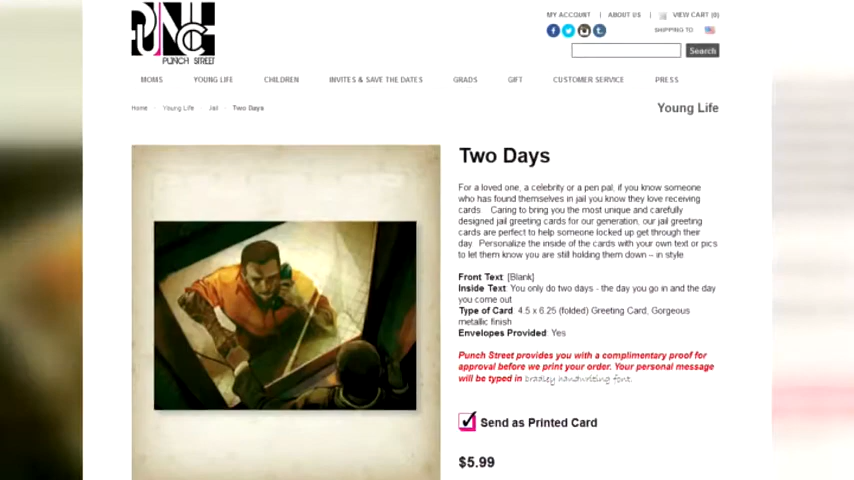 PUNCH STREET
MY ACCOUNT | ABOUT US | VIEW CART (0)
SHIPPING TO
Search
MOMS YOUNG LIFE CHILDREN INVITES & SAVE THE DATES GRADS GIFT CUSTOMER SERVICE PRESS
Home Young Life Jail Two Days
Young Life
Two Days
For a loved one, a celebrity or a pen pal, if you know someone
who has found themselves in jail you know they love receiving
cards Caring to bring you the most unique and carefully
designed jail greeting cards for our generation, our jail greeting
cards are perfect to help someone locked up get through their
day Personalize the inside of the cards with your own text or pics
to let them know you are still holding them down – in style
Front Text: [Blank]
Inside Text: You only do two days - the day you go in and the day
you come out
Type of Card: 4.5 x 6.25 (folded) Greeting Card, Gorgeous
metallic finish
Envelopes Provided: Yes
Punch Street provides you with a complimentary proof for
approval before we print your order. Your personal message
will be typed in bradley handwriting font.
Send as Printed Card
$5.99